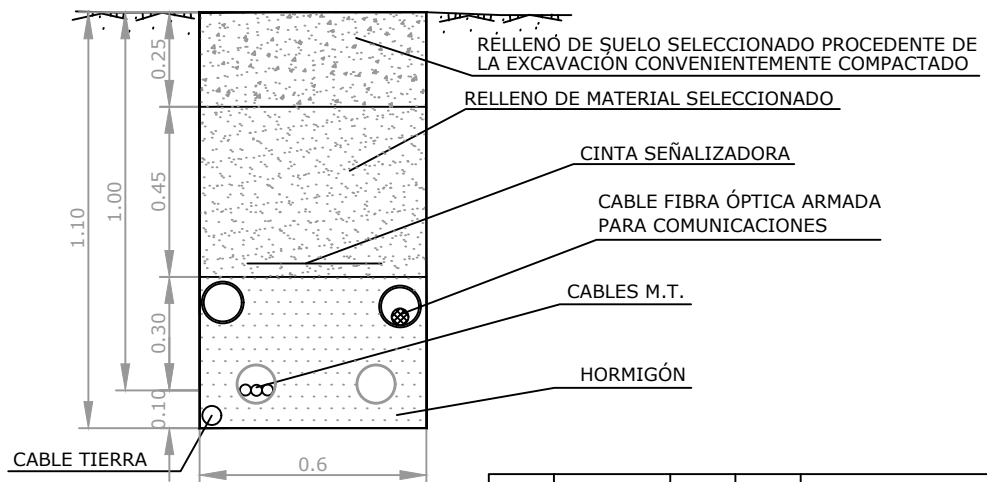 RELLENO DE SUELO SELECCIONADO PROCEDENTE DE
LA EXCAVACIÓN CONVENIENTEMENTE COMPACTADO
RELLENO DE MATERIAL SELECCIONADO
CINTA SEÑALIZADORA
CABLE FIBRA ÓPTICA ARMADA
PARA COMUNICACIONES
CABLES M.T.
HORMIGÓN
CABLE TIERRA
0.25
0.45
1.00
1.10
0.30
0.10
0.6